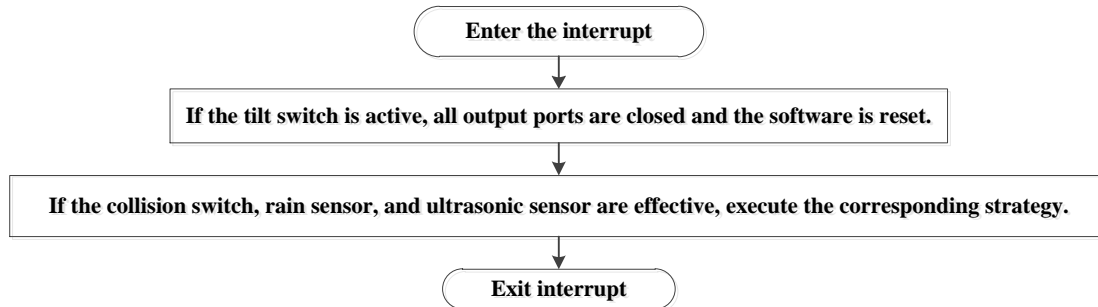 Enter the interrupt
If the tilt switch is active, all output ports are closed and the software is reset.
If the collision switch, rain sensor, and ultrasonic sensor are effective, execute the corresponding strategy.
Exit interrupt